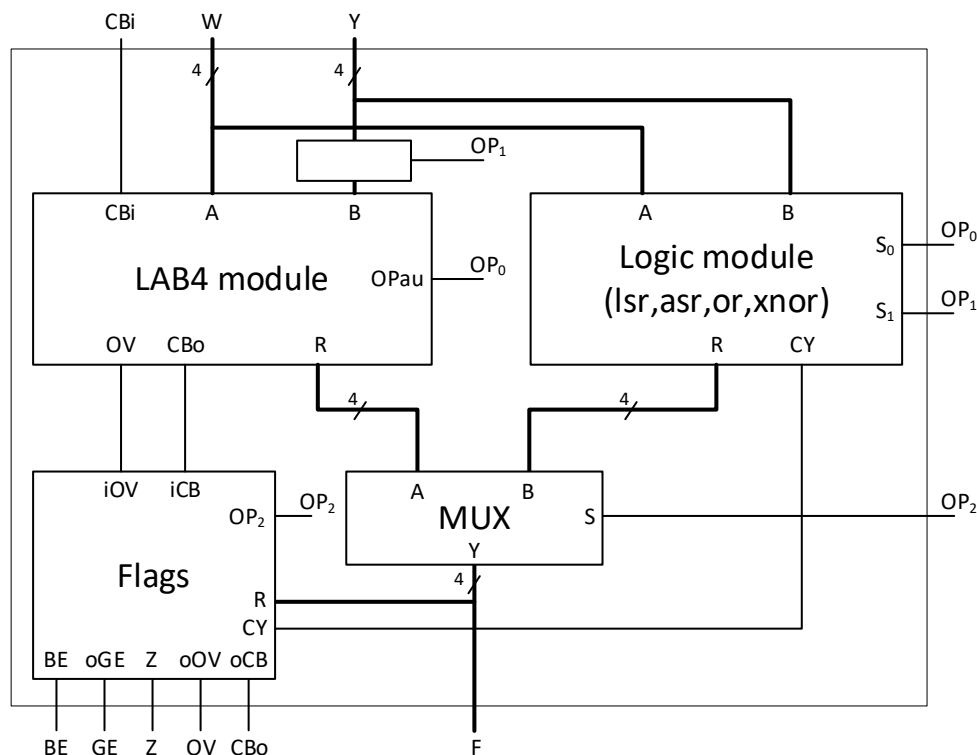 CBi W Y
4 4
OP₁
CBi A B
LAB4 module
OPau OP₀
OV CBo R
A B
Logic module
(lsr,asr,or,xnor)
S₀ OP₀
S₁ OP₁
R CY
4 4
iOV iCB
OP₂ OP₂
Flags
R
CY
BE oGE Z oOV oCB
A B
MUX
S OP₂
Y
4
BE GE Z OV CBo F